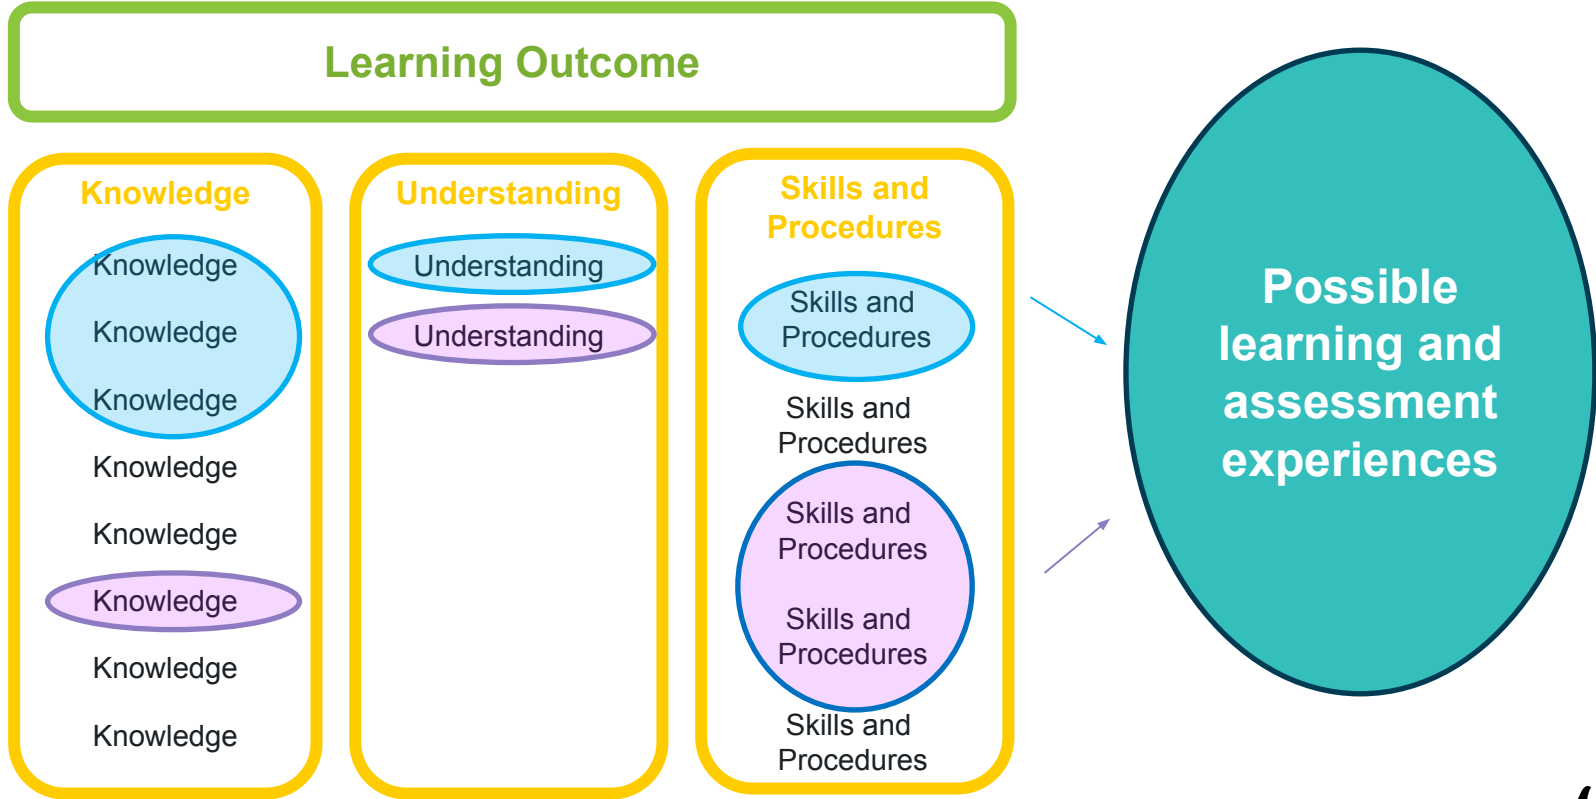 Learning Outcome
Knowledge
Knowledge
Knowledge
Knowledge
Knowledge
Knowledge
Knowledge
Knowledge
Knowledge
Understanding
Understanding
Understanding
Skills and
Procedures
Skills and
Procedures
Skills and
Procedures
Skills and
Procedures
Skills and
Procedures
Skills and
Procedures
Possible
learning and
assessment
experiences